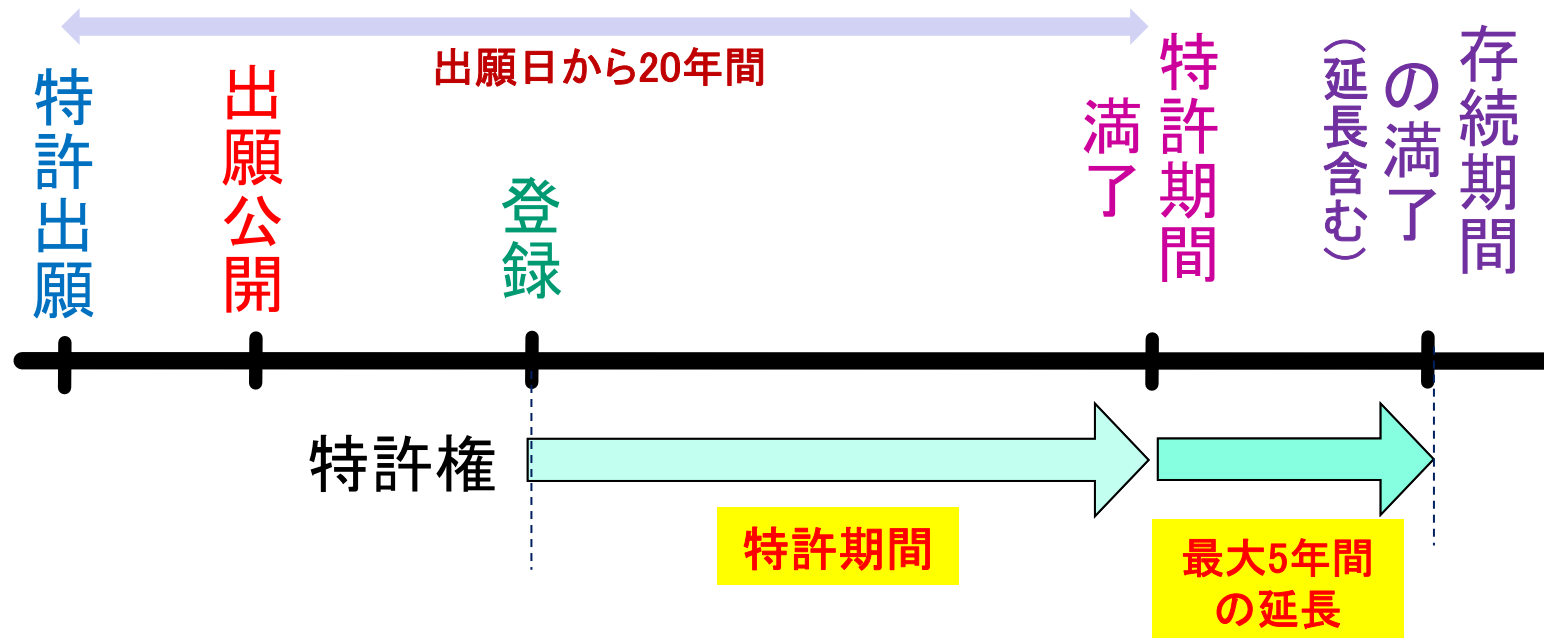 出願日から20年間
特許出願
出願公開
登録
特許期間
満了
存続期間
の満了
(延長含む)
特許権
特許期間
最大5年間
の延長